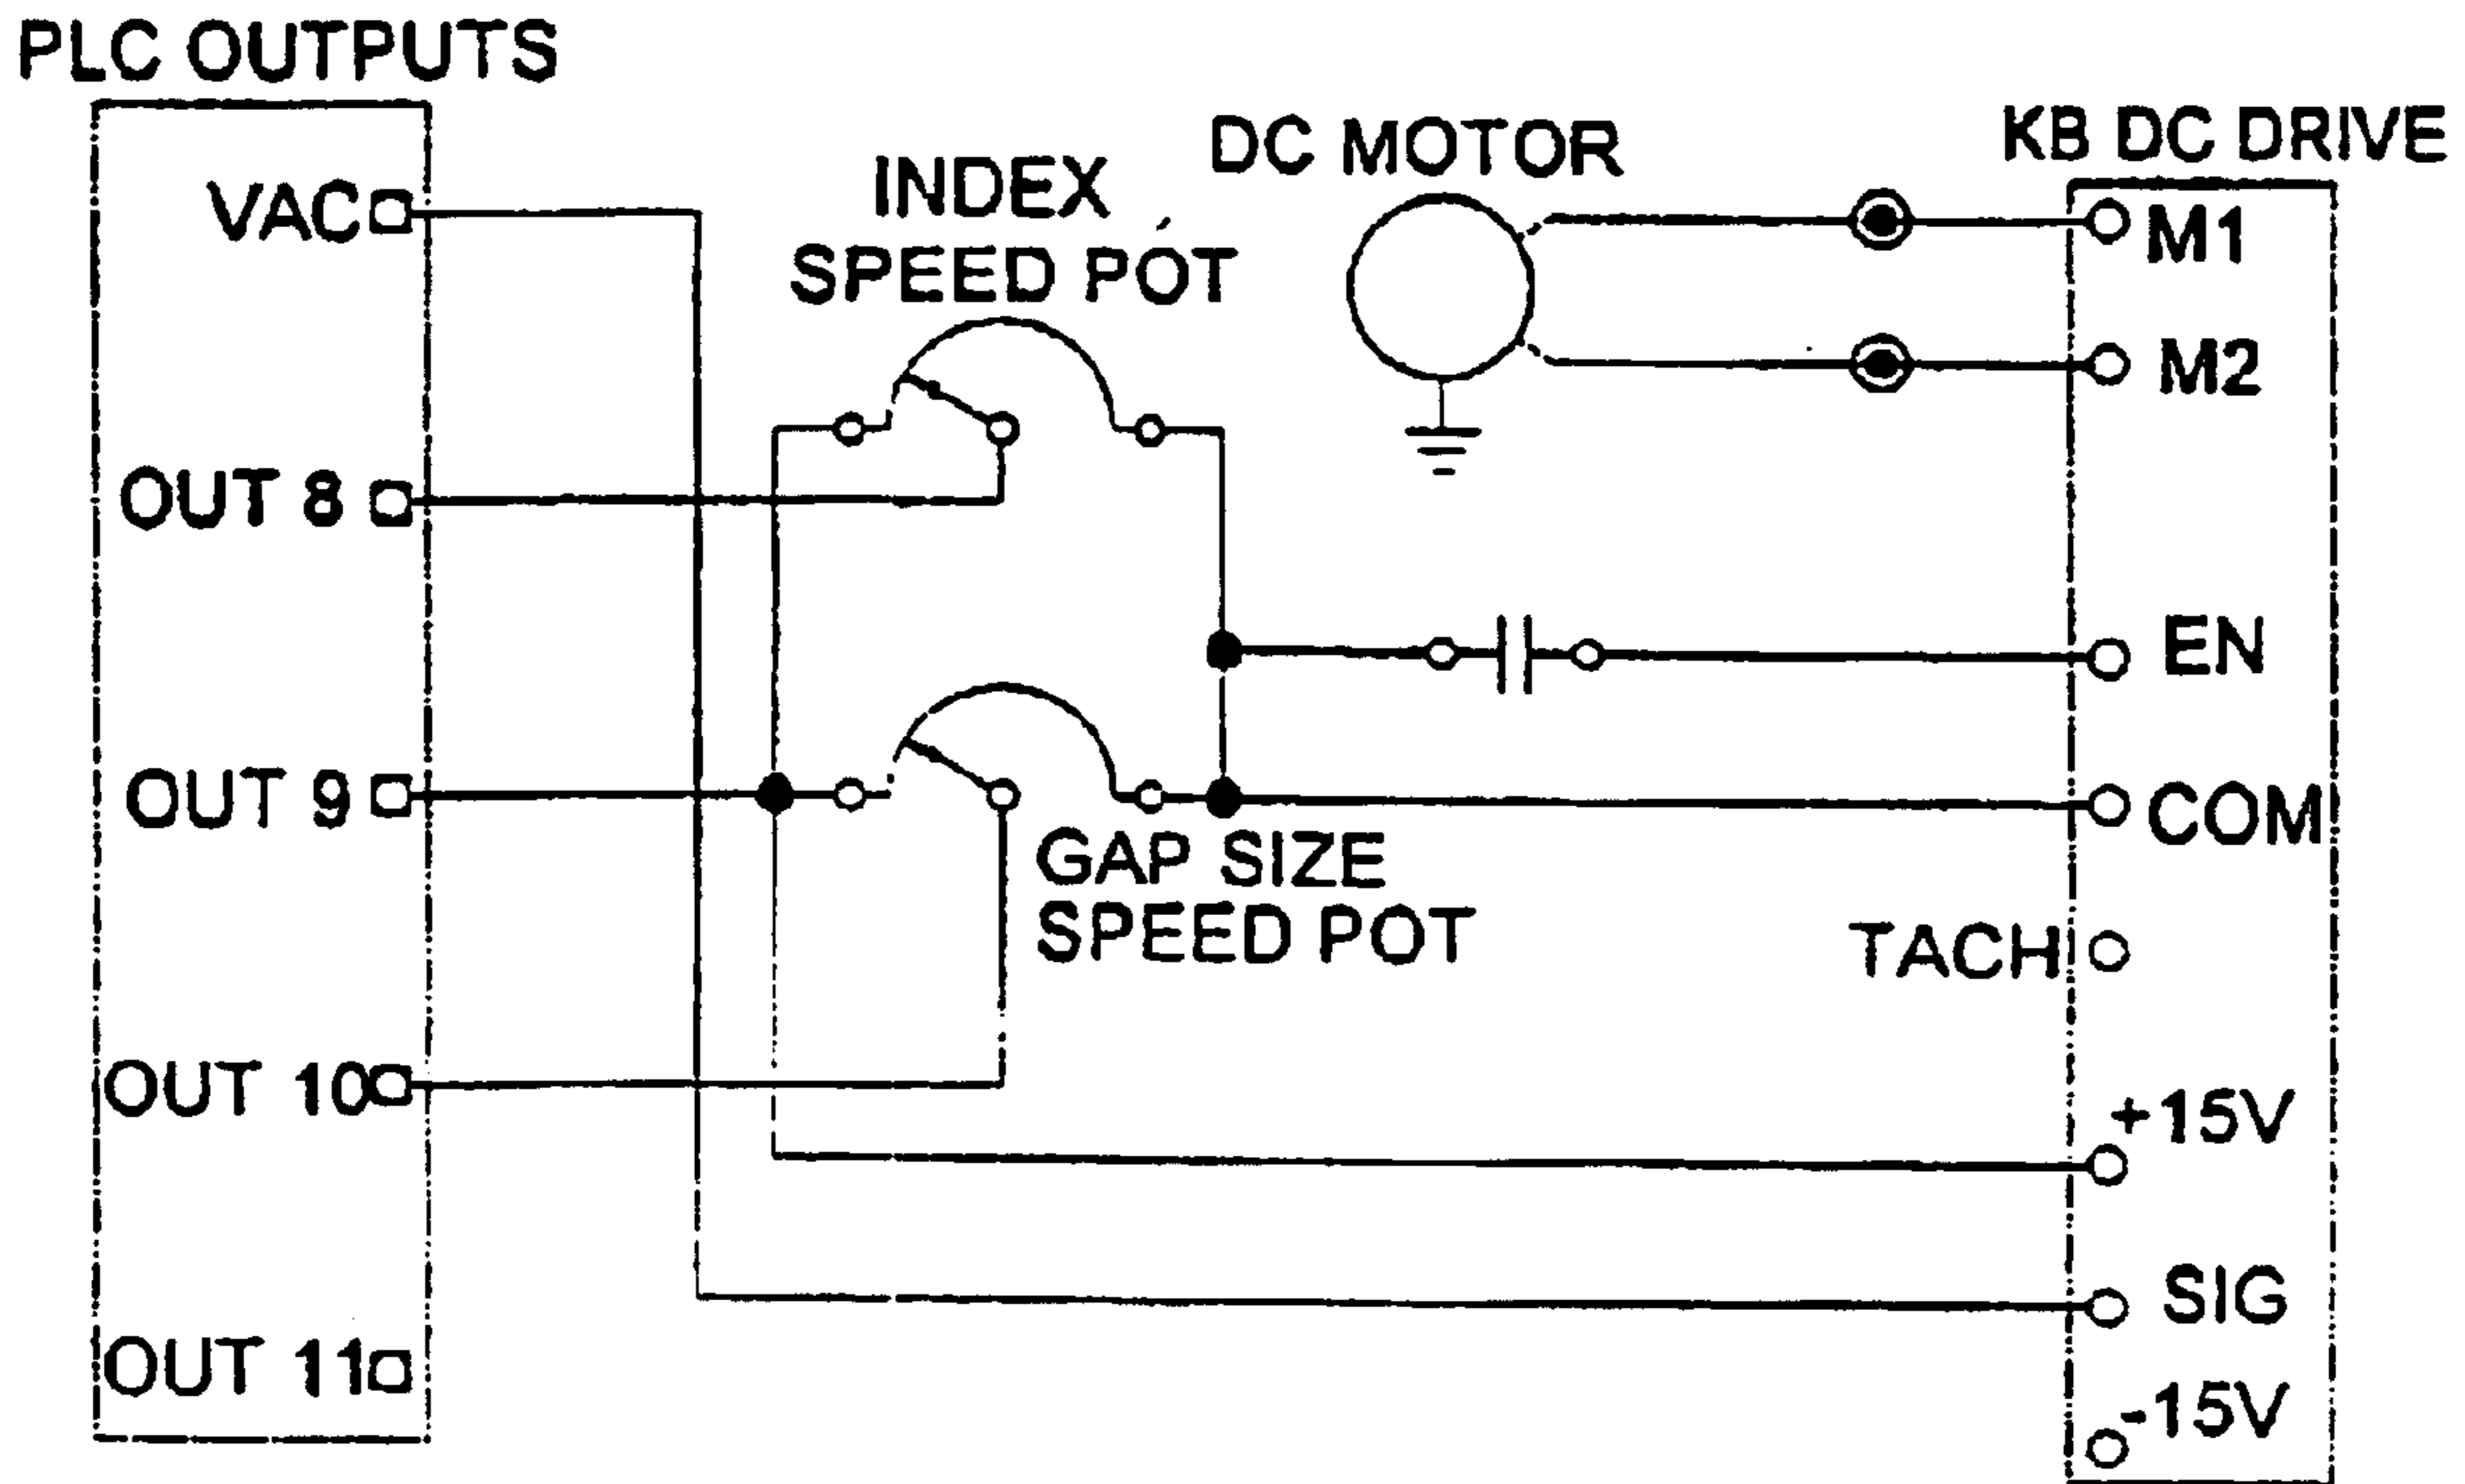 PLC OUTPUTS
VAC
OUT 8
OUT 9
OUT 10
OUT 11
INDEX
SPEED POT
GAP SIZE
SPEED POT
DC MOTOR
KB DC DRIVE
M1
M2
EN
COM
TACH
+15V
SIG
-15V